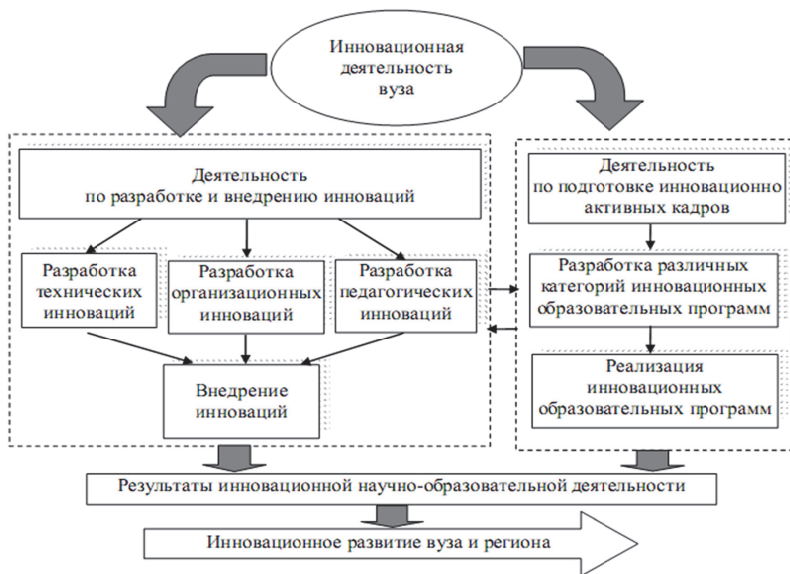 Инновационная
деятельность
вуза
Деятельность
по разработке и внедрению инноваций
Разработка
технических
инноваций
Разработка
организационных
инноваций
Разработка
педагогических
инноваций
Внедрение
инноваций
Деятельность
по подготовке инновационно
активных кадров
Разработка различных
категорий инновационных
образовательных программ
Реализация
инновационных
образовательных программ
Результаты инновационной научно-образовательной деятельности
Инновационное развитие вуза и региона